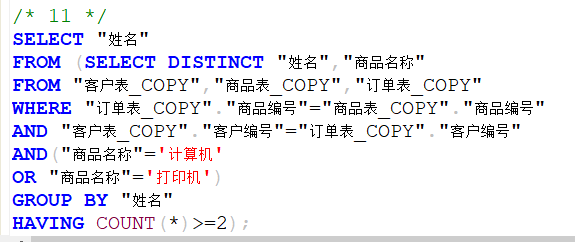 /* 11 */
SELECT "姓名"
FROM (SELECT DISTINCT "姓名","商品名称"
FROM "客户表_COPY","商品表_COPY","订单表_COPY"
WHERE "订单表_COPY"."商品编号"="商品表_COPY"."商品编号"
AND "客户表_COPY"."客户编号"="订单表_COPY"."客户编号"
AND("商品名称"='计算机'
OR "商品名称"='打印机')
GROUP BY "姓名"
HAVING COUNT(*)>=2);